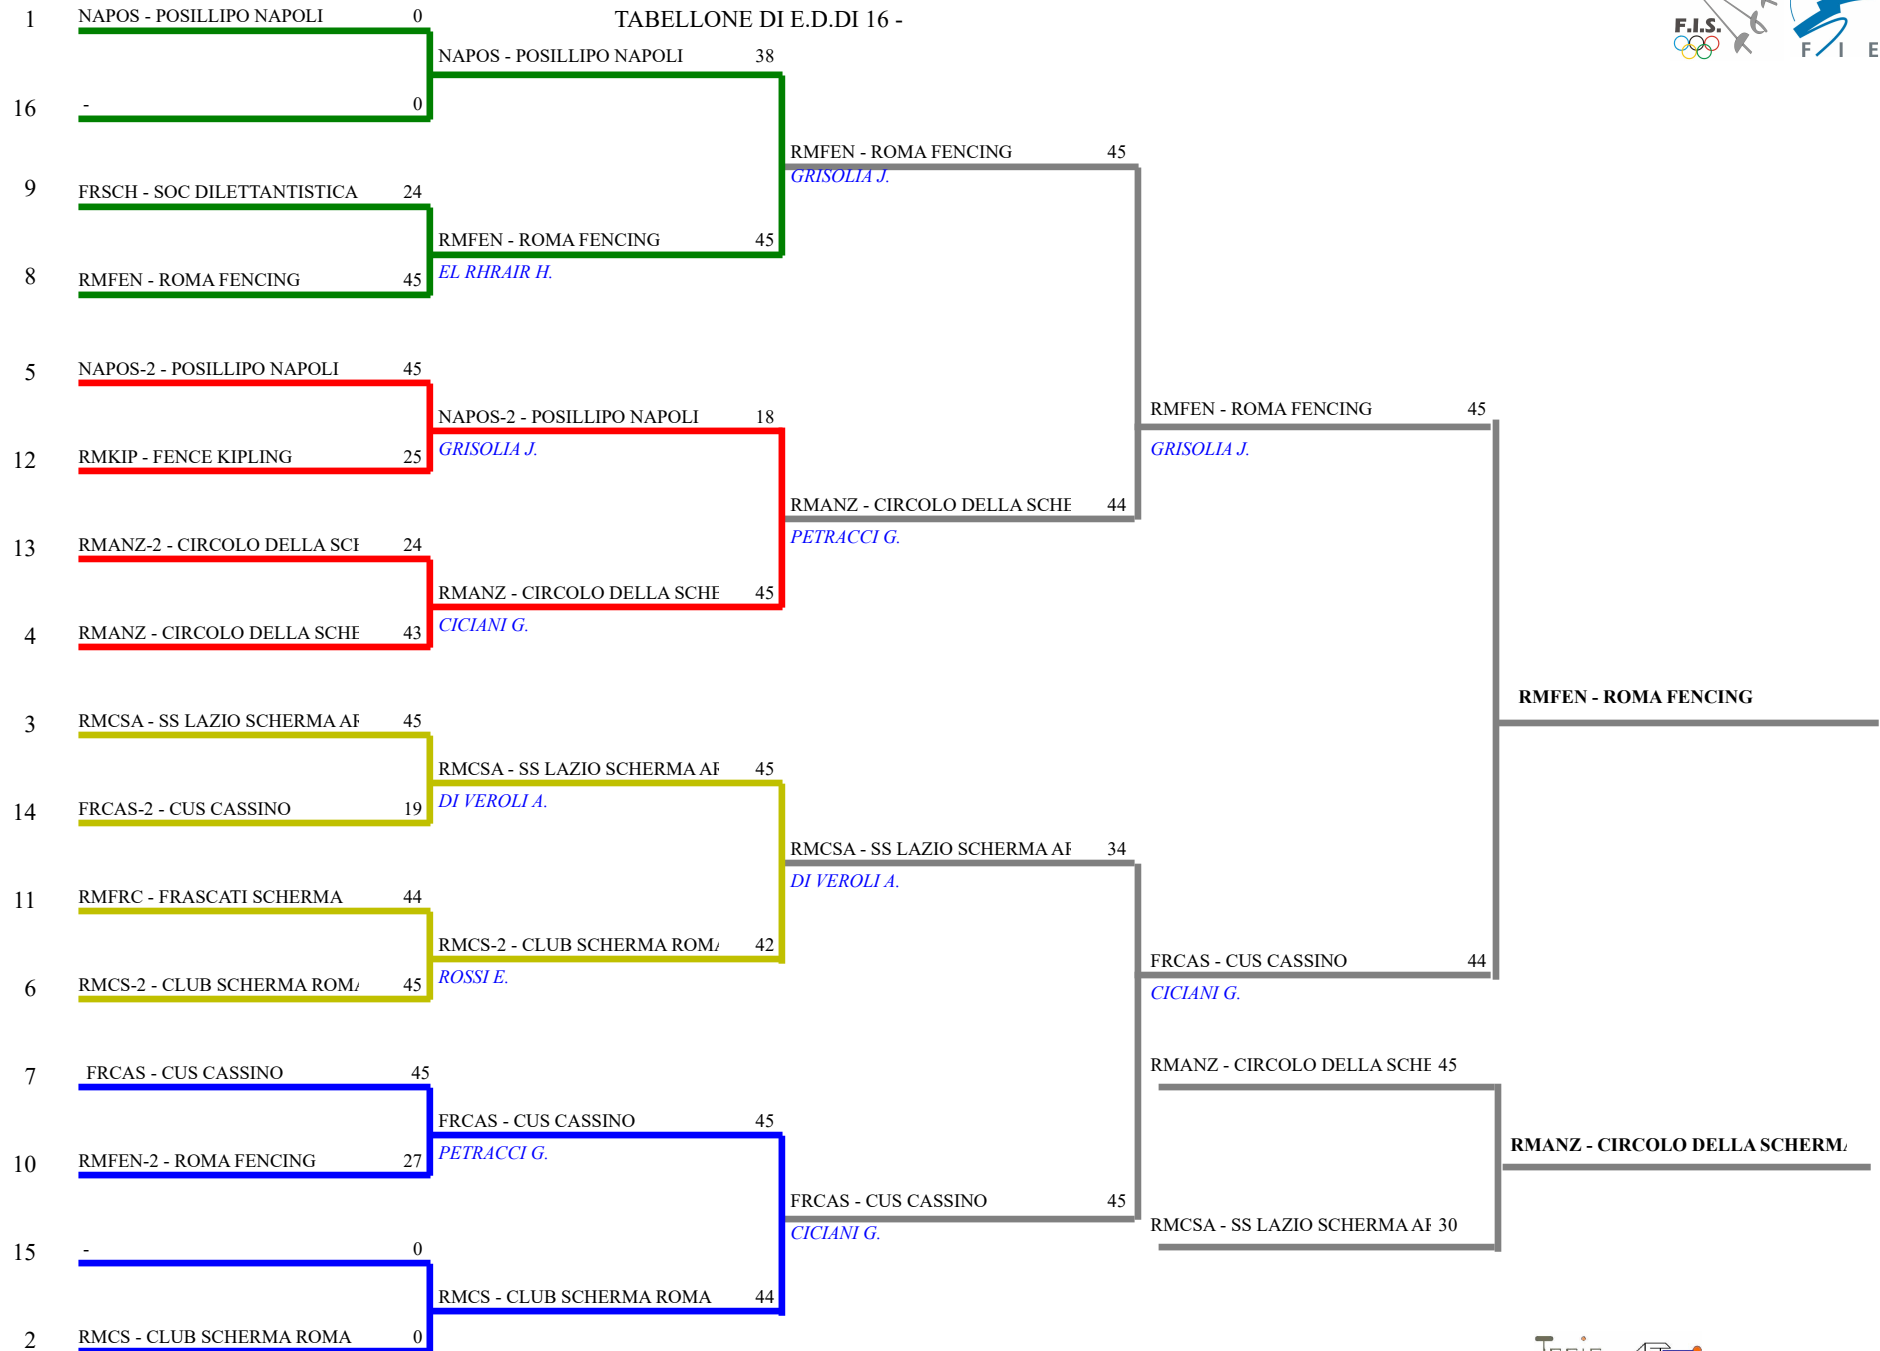 TABELLONE DI E.D.DI 16 -
F.I.S.
F I E
1 NAPOS - POSILLIPO NAPOLI 0
NAPOS - POSILLIPO NAPOLI 38
16 - 0
RMFEN - ROMA FENCING 45
GRISOLIA J.
9 FRSCH - SOC DILETTANTISTICA 24
RMFEN - ROMA FENCING 45
EL RHRAIR H.
8 RMFEN - ROMA FENCING 45
5 NAPOS-2 - POSILLIPO NAPOLI 45
NAPOS-2 - POSILLIPO NAPOLI 18
GRISOLIA J.
RMFEN - ROMA FENCING 45
GRISOLIA J.
12 RMKIP - FENCE KIPLING 25
RMANZ - CIRCOLO DELLA SCHE 44
PETRACCI G.
13 RMANZ-2 - CIRCOLO DELLA SCH 24
RMANZ - CIRCOLO DELLA SCHE 45
CICIANI G.
4 RMANZ - CIRCOLO DELLA SCHE 43
RMFEN - ROMA FENCING
3 RMCSA - SS LAZIO SCHERMA AR 45
RMCSA - SS LAZIO SCHERMA AR 45
DI VEROLI A.
14 FRCAS-2 - CUS CASSINO 19
RMCSA - SS LAZIO SCHERMA AR 34
DI VEROLI A.
11 RMFRC - FRASCATI SCHERMA 44
RMCS-2 - CLUB SCHERMA ROMA 42
ROSSI E.
FRCAS - CUS CASSINO 44
CICIANI G.
6 RMCS-2 - CLUB SCHERMA ROMA 45
7 FRCAS - CUS CASSINO 45
RMANZ - CIRCOLO DELLA SCHE 45
FRCAS - CUS CASSINO 45
PETRACCI G.
RMANZ - CIRCOLO DELLA SCHERMA
10 RMFEN-2 - ROMA FENCING 27
FRCAS - CUS CASSINO 45
CICIANI G.
RMCSA - SS LAZIO SCHERMA AR 30
15 - 0
RMCS - CLUB SCHERMA ROMA 44
2 RMCS - CLUB SCHERMA ROMA 0